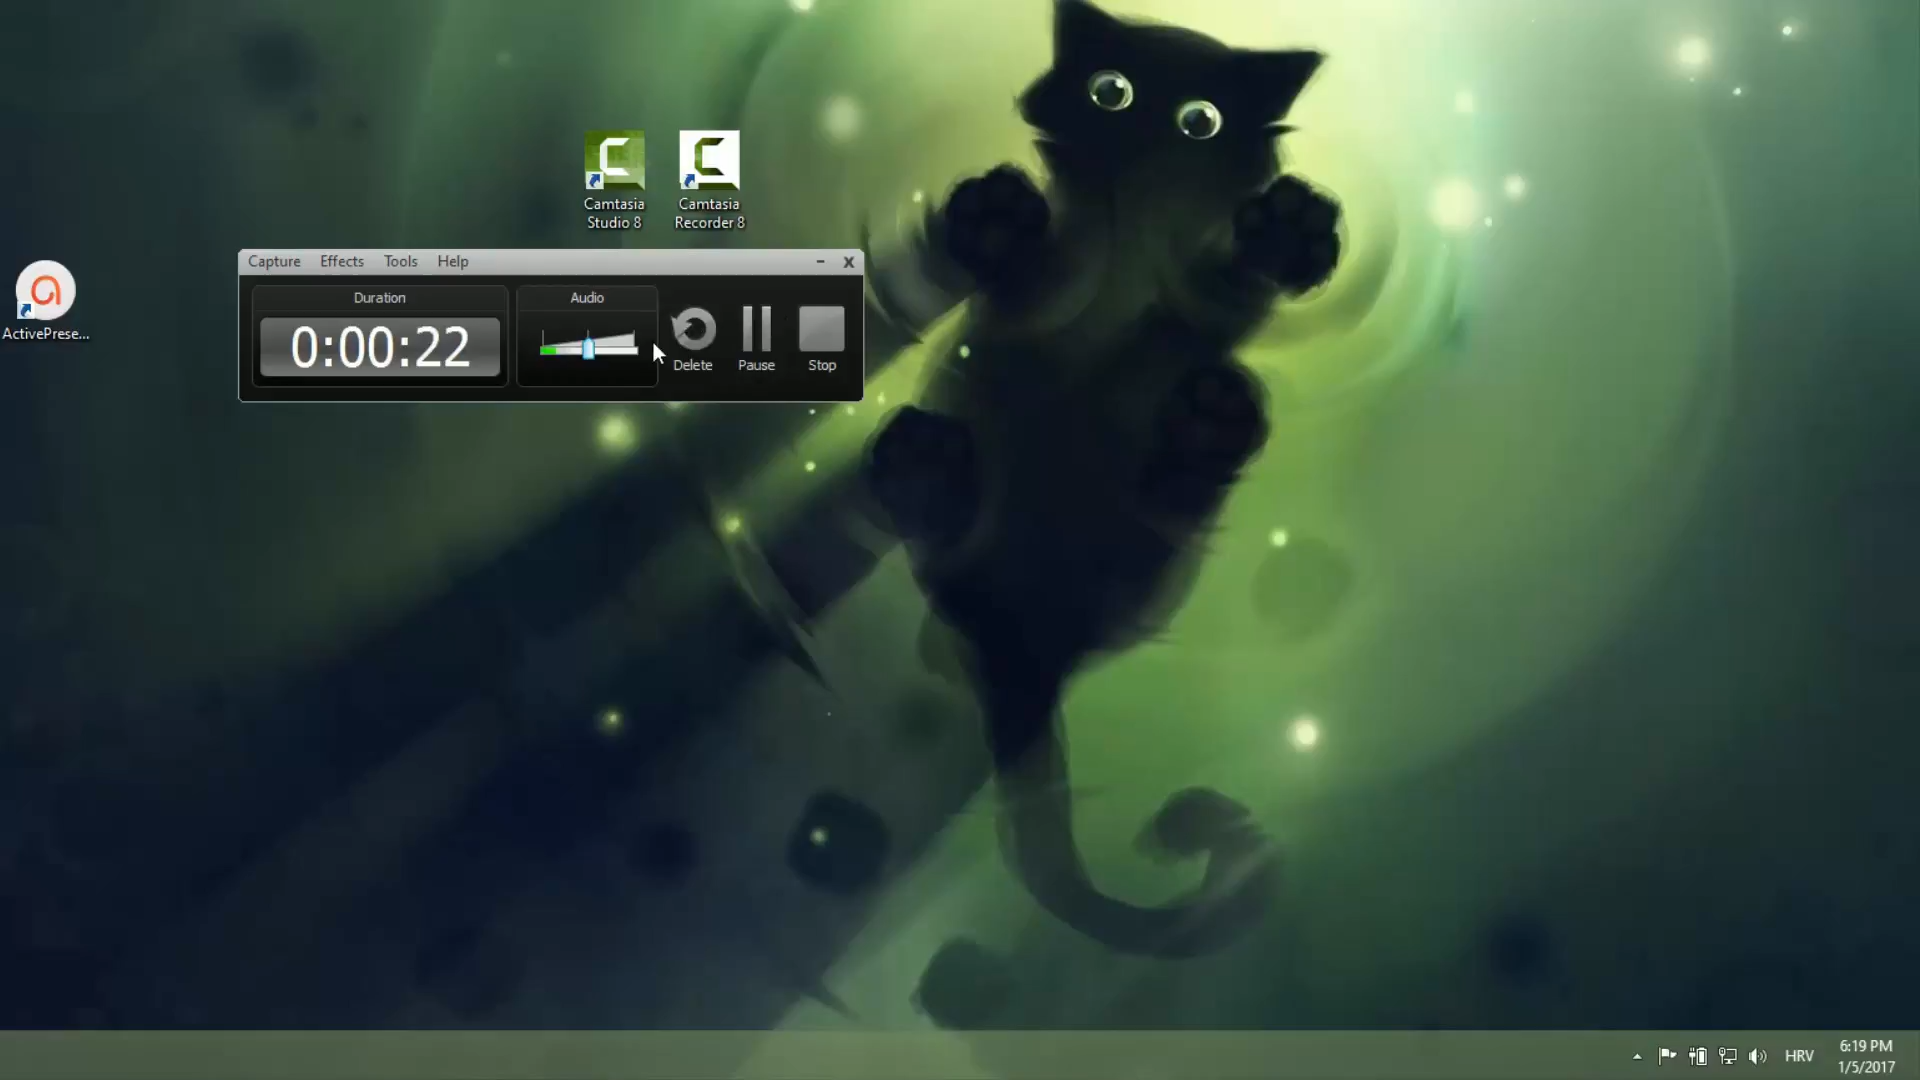 Camtasia Studio 8
Camtasia Recorder 8
Capture Effects Tools Help
ActivePrese...
Duration
Audio
0:00:22
Delete
Pause
Stop
HRV
6:19 PM
1/5/2017